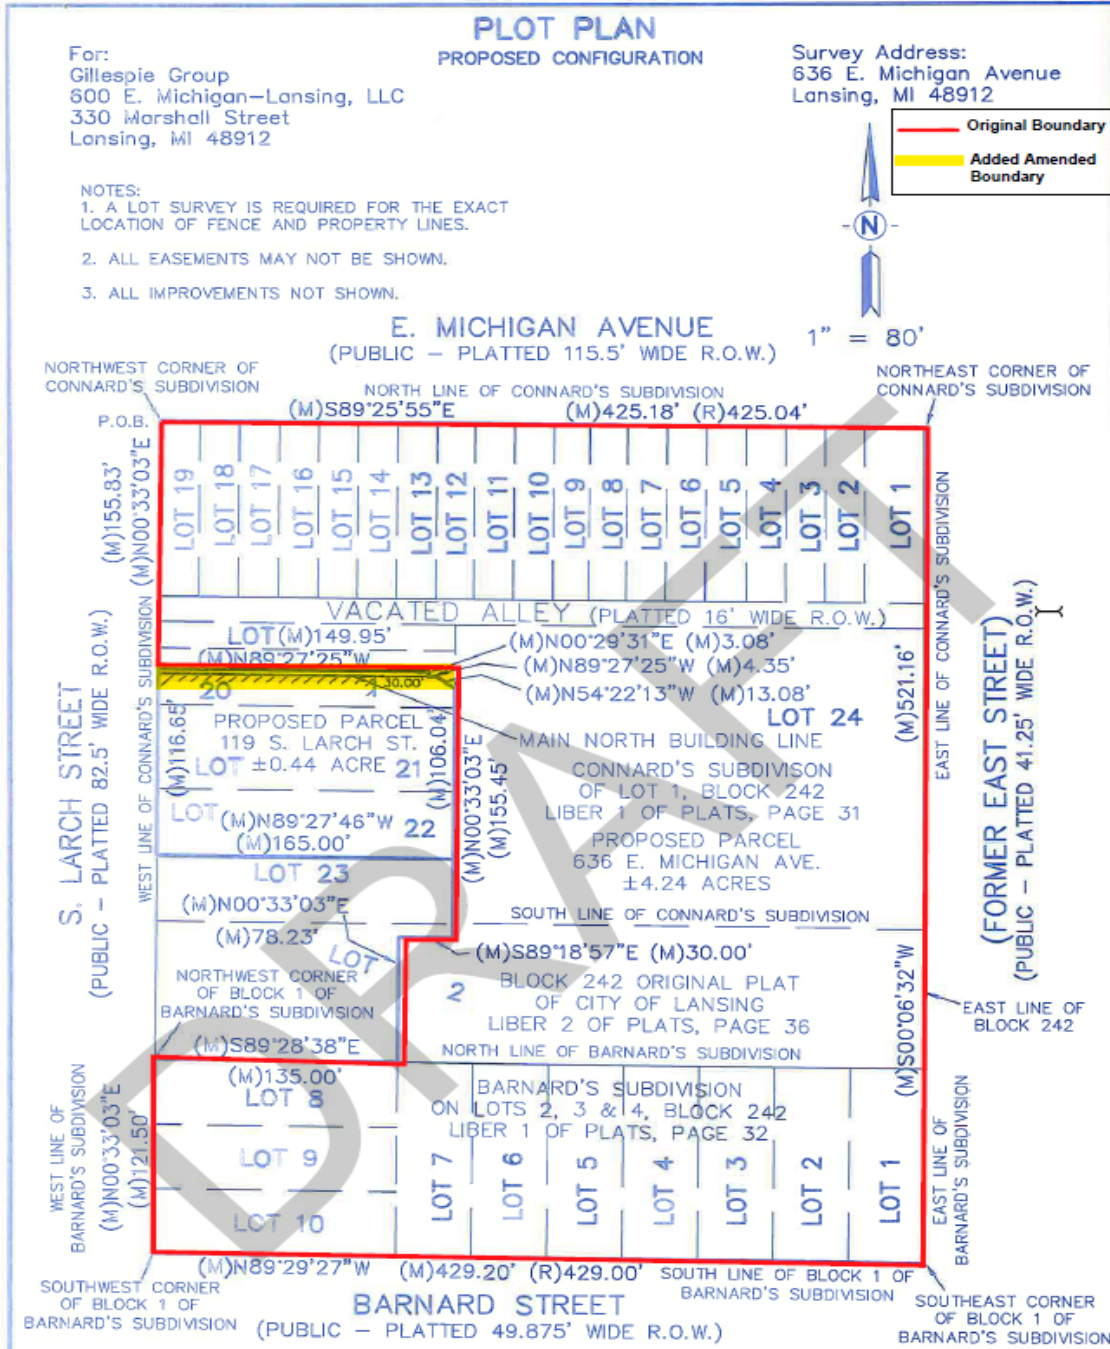 PLOT PLAN
PROPOSED CONFIGURATION
For:
Gillespie Group
600 E. Michigan-Lansing, LLC
330 Marshall Street
Lansing, MI 48912
Survey Address:
636 E. Michigan Avenue
Lansing, MI 48912
Original Boundary
Added Amended
Boundary
NOTES:
1. A LOT SURVEY IS REQUIRED FOR THE EXACT
LOCATION OF FENCE AND PROPERTY LINES.
2. ALL EASEMENTS MAY NOT BE SHOWN.
3. ALL IMPROVEMENTS NOT SHOWN.
N
1" = 80'
E. MICHIGAN AVENUE
(PUBLIC - PLATTED 115.5' WIDE R.O.W.)
NORTHWEST CORNER OF
CONNARD'S SUBDIVISION
NORTHEAST CORNER OF
CONNARD'S SUBDIVISION
NORTH LINE OF CONNARD'S SUBDIVISION
(M)S89°25'55"E (M)425.18' (R)425.04'
P.O.B.
(M)155.83'
(M)N00°33'03"E
LOT 19
LOT 18
LOT 17
LOT 16
LOT 15
LOT 14
LOT 13
LOT 12
LOT 11
LOT 10
LOT 9
LOT 8
LOT 7
LOT 6
LOT 5
LOT 4
LOT 3
LOT 2
LOT 1
EAST LINE OF CONNARD'S SUBDIVISION
VACATED ALLEY (PLATTED 16' WIDE R.O.W.)
LOT (M)149.95'
(M)N89°27'25"W
(M)N00°29'31"E (M)3.08'
(M)N89°27'25"W (M)4.35'
(M)N54°22'13"W (M)13.08'
20
30.00'
LOT 24
(M)521.16'
MAIN NORTH BUILDING LINE
S. LARCH STREET
(PUBLIC - PLATTED 82.5' WIDE R.O.W.)
WEST LINE OF CONNARD'S SUBDIVISION
(M)116.65'
PROPOSED PARCEL
119 S. LARCH ST.
LOT ±0.44 ACRE 21
(M)106.04'
(M)N00°33'03"E
(M)155.45'
LOT (M)N89°27'46"W 22
(M)165.00'
LOT 23
CONNARD'S SUBDIVISON
OF LOT 1, BLOCK 242
LIBER 1 OF PLATS, PAGE 31
PROPOSED PARCEL
636 E. MICHIGAN AVE.
±4.24 ACRES
(FORMER EAST STREET)
(PUBLIC - PLATTED 41.25' WIDE R.O.W.)
(M)N00°33'03"E
(M)78.23'
SOUTH LINE OF CONNARD'S SUBDIVISION
(M)S89°18'57"E (M)30.00'
LOT 2
BLOCK 242 ORIGINAL PLAT
OF CITY OF LANSING
LIBER 2 OF PLATS, PAGE 36
NORTHWEST CORNER
OF BLOCK 1 OF
BARNARD'S SUBDIVISION
(M)S00°06'32"W
EAST LINE OF
BLOCK 242
(M)S89°28'38"E
(M)135.00'
NORTH LINE OF BARNARD'S SUBDIVISION
BARNARD'S SUBDIVISION
ON LOTS 2, 3 & 4, BLOCK 242
LIBER 1 OF PLATS, PAGE 32
WEST LINE OF
BARNARD'S SUBDIVISION
(M)N00°33'03"E
(M)121.50'
LOT 8
LOT 9
LOT 10
LOT 7
LOT 6
LOT 5
LOT 4
LOT 3
LOT 2
LOT 1
EAST LINE OF
BARNARD'S SUBDIVISION
(M)N89°29'27"W (M)429.20' (R)429.00'
SOUTH LINE OF BLOCK 1 OF
BARNARD'S SUBDIVISION
SOUTHWEST CORNER
OF BLOCK 1 OF
BARNARD'S SUBDIVISION
BARNARD STREET
(PUBLIC - PLATTED 49.875' WIDE R.O.W.)
SOUTHEAST CORNER
OF BLOCK 1 OF
BARNARD'S SUBDIVISION
DRAFT